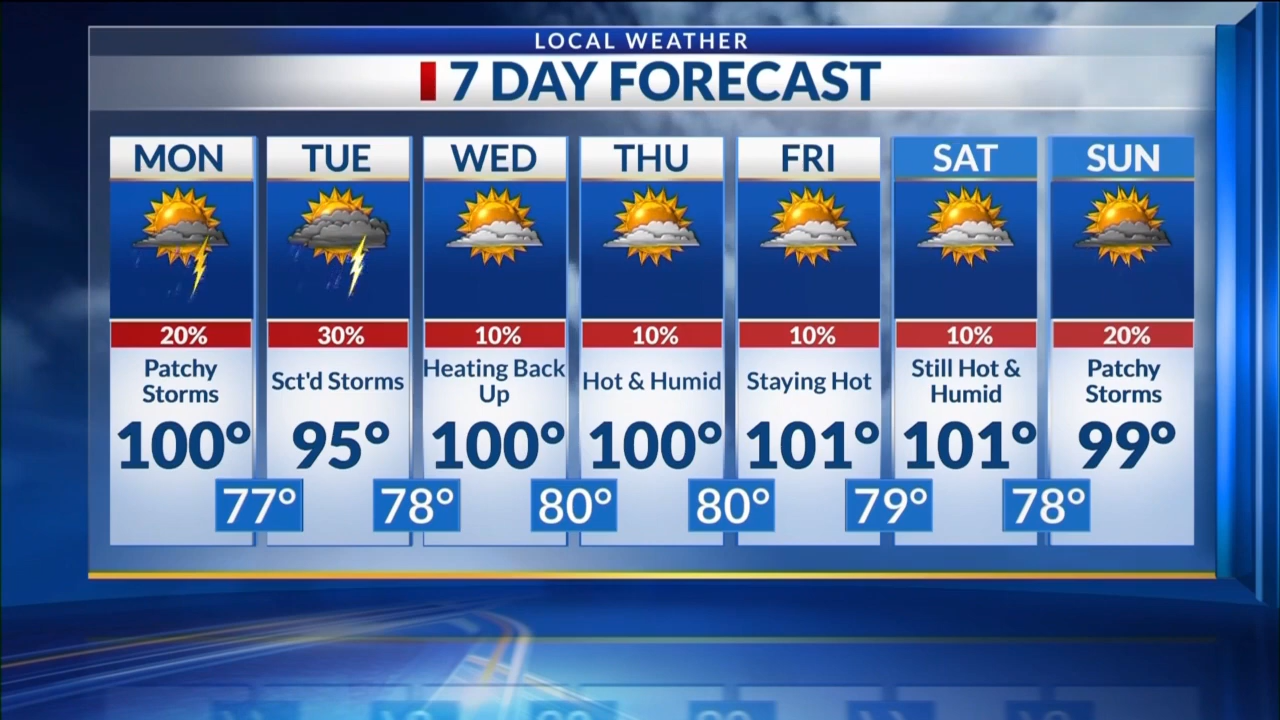 LOCAL WEATHER
7 DAY FORECAST
MON TUE WED THU FRI SAT SUN
20% 30% 10% 10% 10% 10% 20%
Patchy
Storms
Sct'd Storms
Heating Back
Up
Hot & Humid
Staying Hot
Still Hot &
Humid
Patchy
Storms
100° 95° 100° 100° 101° 101° 99°
77° 78° 80° 80° 79° 78°